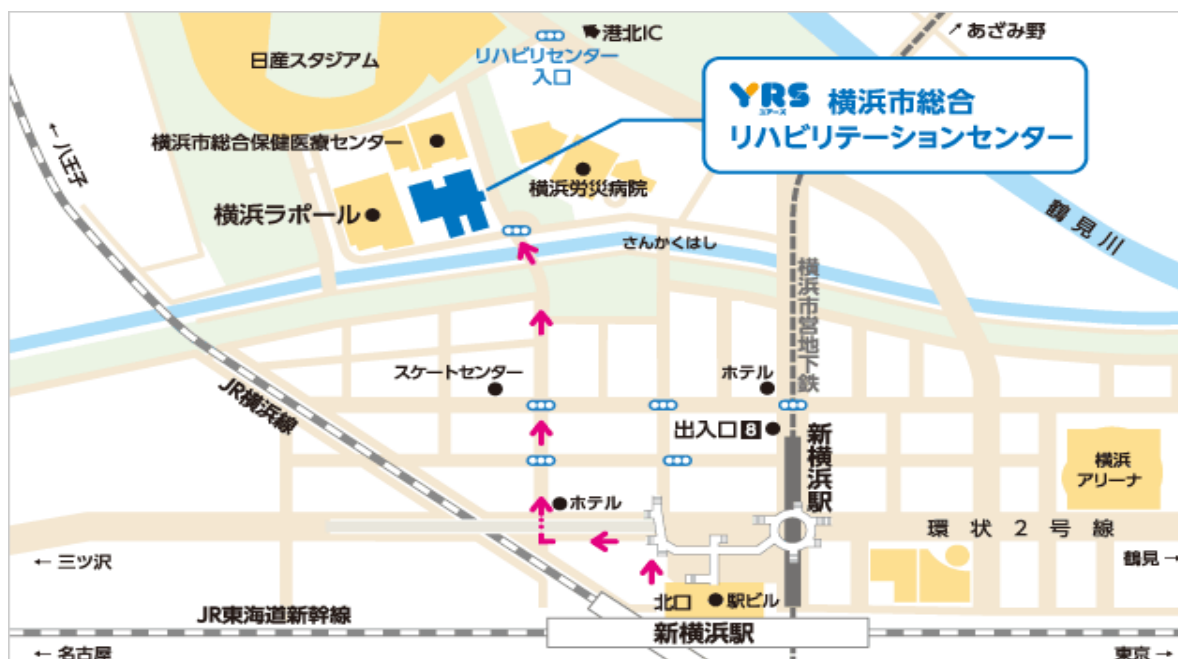 港北IC
あざみ野
日産スタジアム
リハビリセンター
入口
YRS
ヨアーズ
横浜市総合
リハビリテーションセンター
八王子
横浜市総合保健医療センター
横浜労災病院
横浜ラポール
鶴見川
さんかくはし
横浜市営地下鉄
スケートセンター
ホテル
JR横浜線
出入口8
新横浜駅
横浜
アリーナ
ホテル
環状2号線
← 三ツ沢
鶴見 →
北口
駅ビル
JR東海道新幹線
新横浜駅
← 名古屋
東京 →